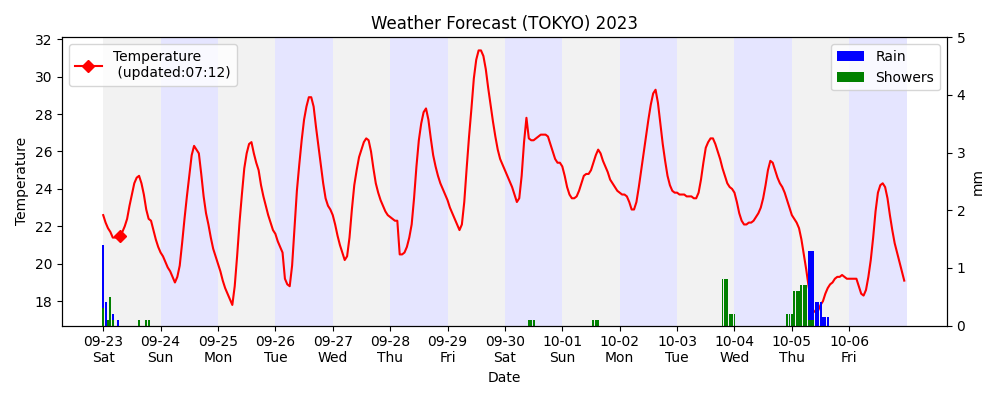 Weather Forecast (TOKYO) 2023
Temperature
(updated:07:12)
Rain
Showers
32
30
28
26
24
22
20
18
Temperature
5
4
3
2
1
0
mm
09-23 09-24 09-25 09-26 09-27 09-28 09-29 09-30 10-01 10-02 10-03 10-04 10-05 10-06
Sat Sun Mon Tue Wed Thu Fri Sat Sun Mon Tue Wed Thu Fri
Date